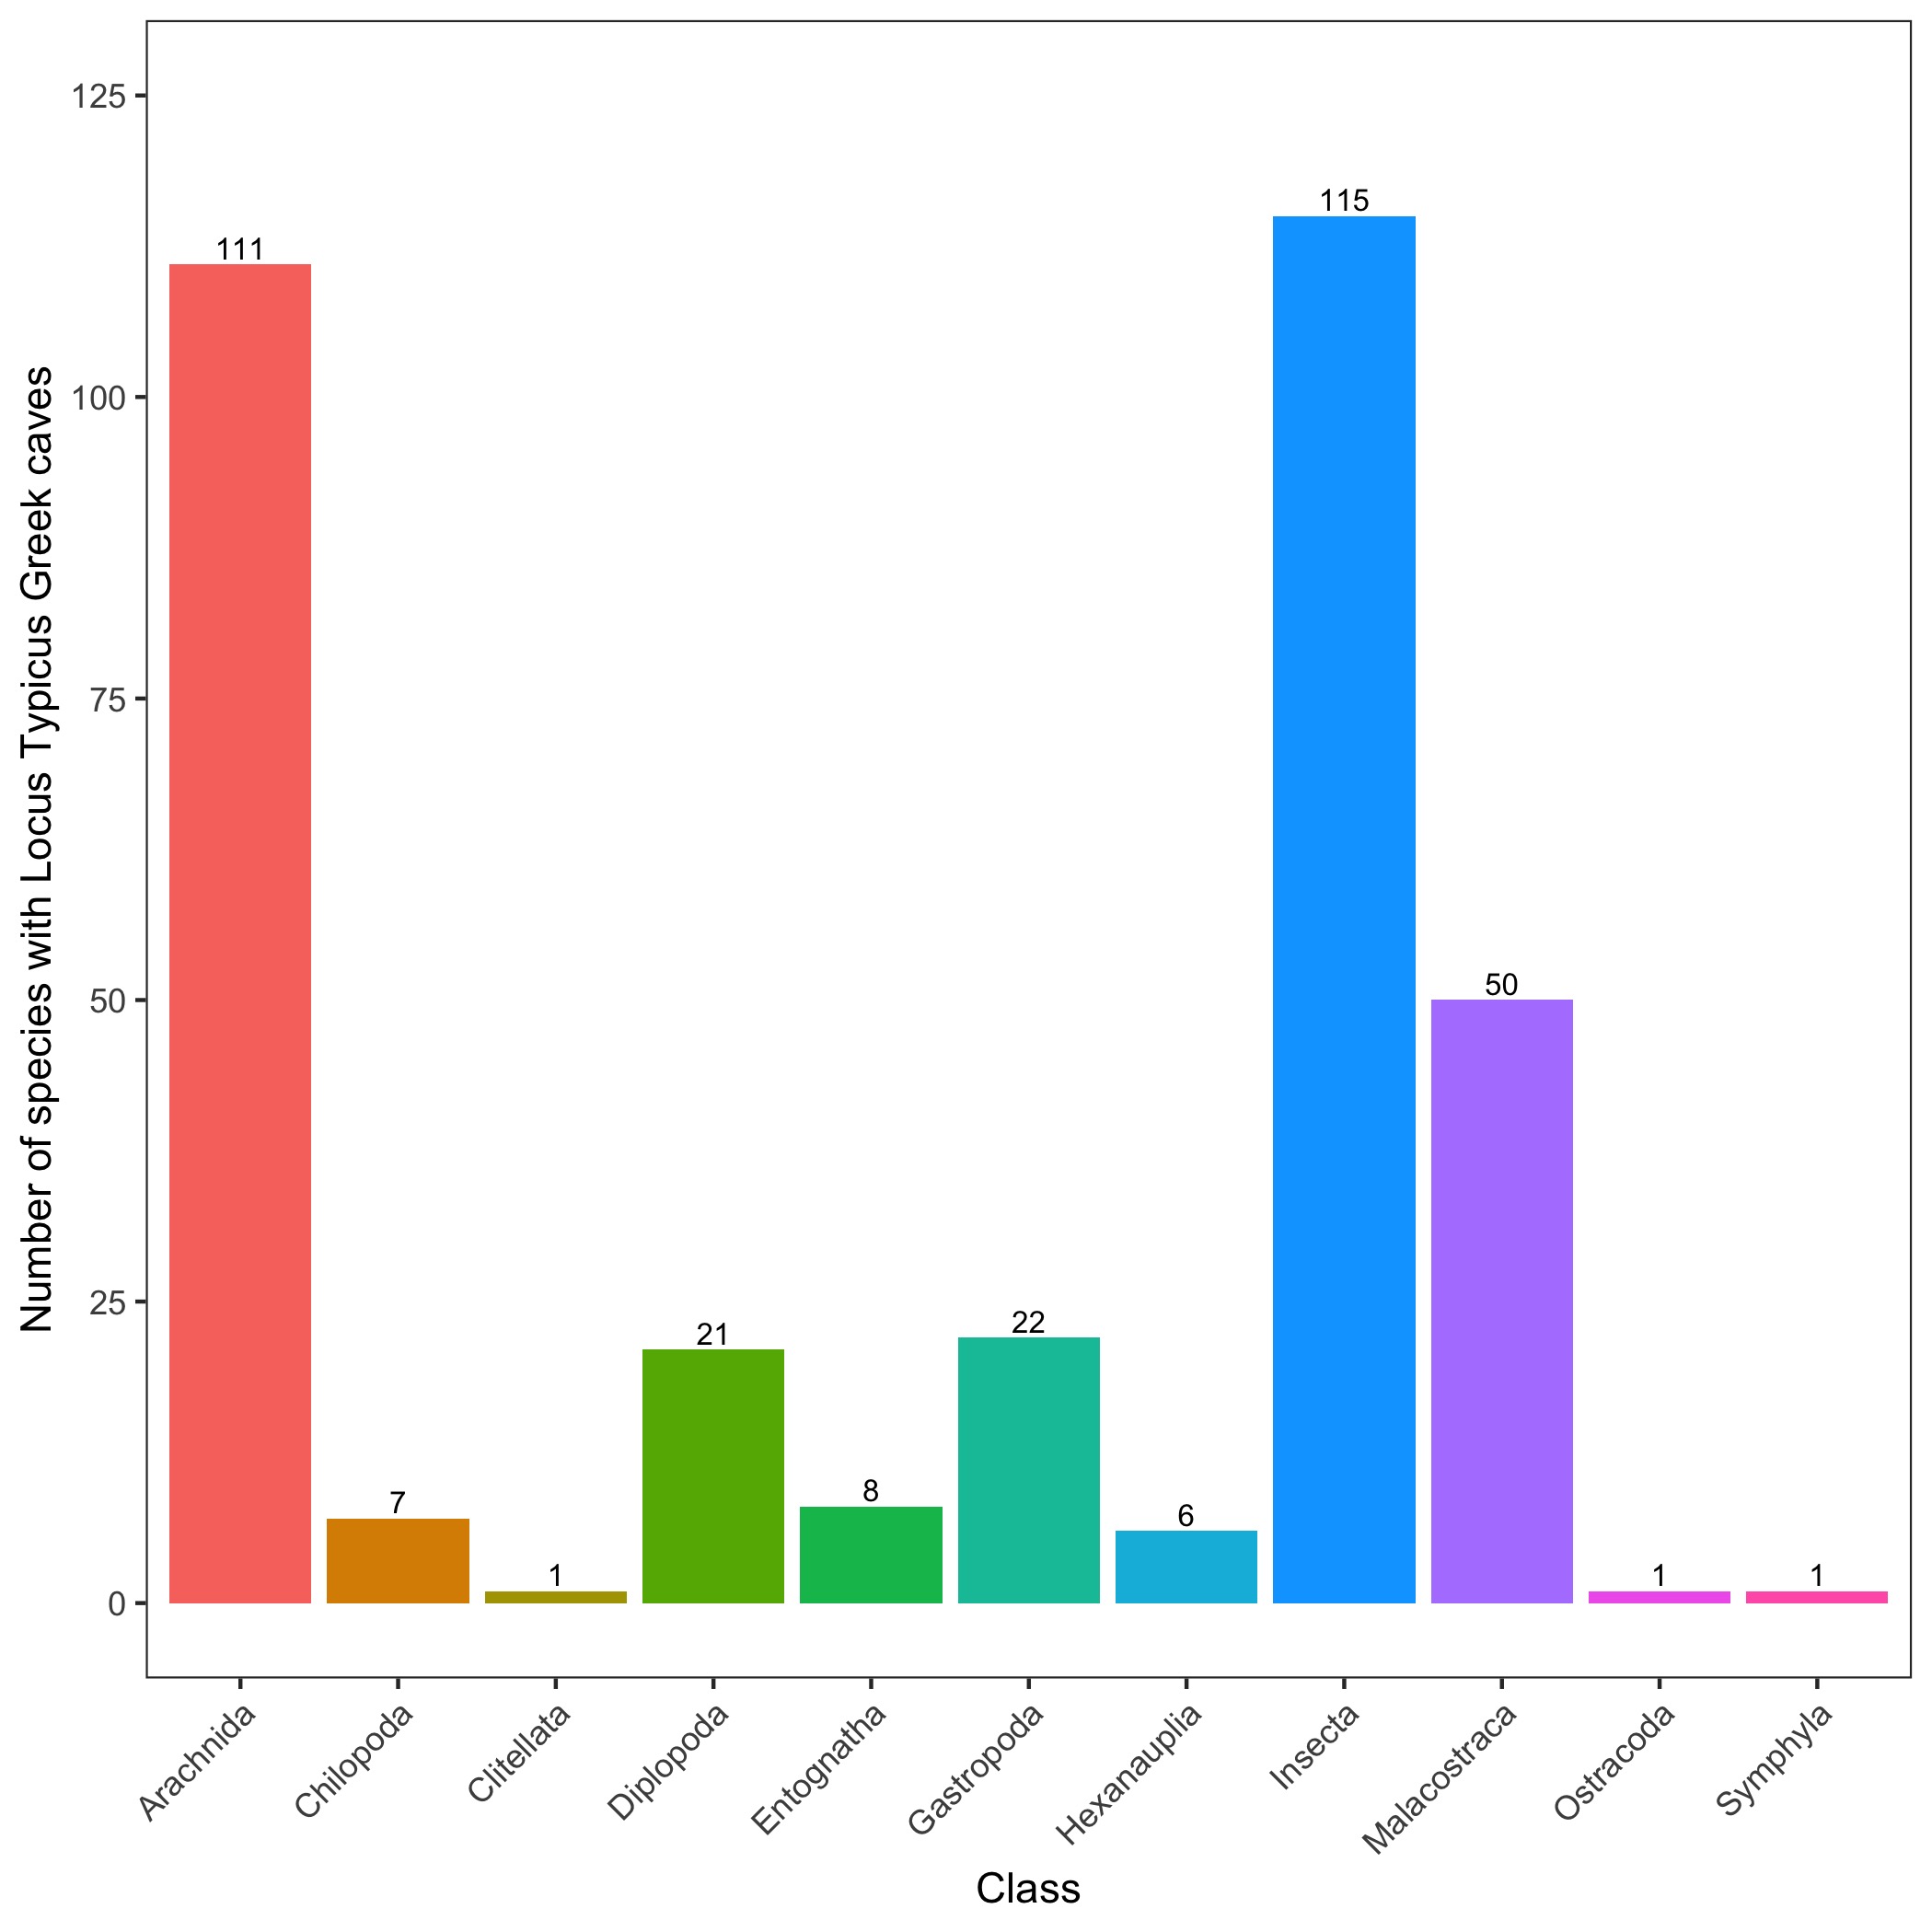 Number of species with Locus Typicus Greek caves
125
100
75
50
25
0
111
7
1
21
8
22
6
115
50
1
1
Arachnida
Chilopoda
Clitellata
Diplopoda
Entognatha
Gastropoda
Hexanauplia
Insecta
Malacostraca
Ostracoda
Symphyla
Class